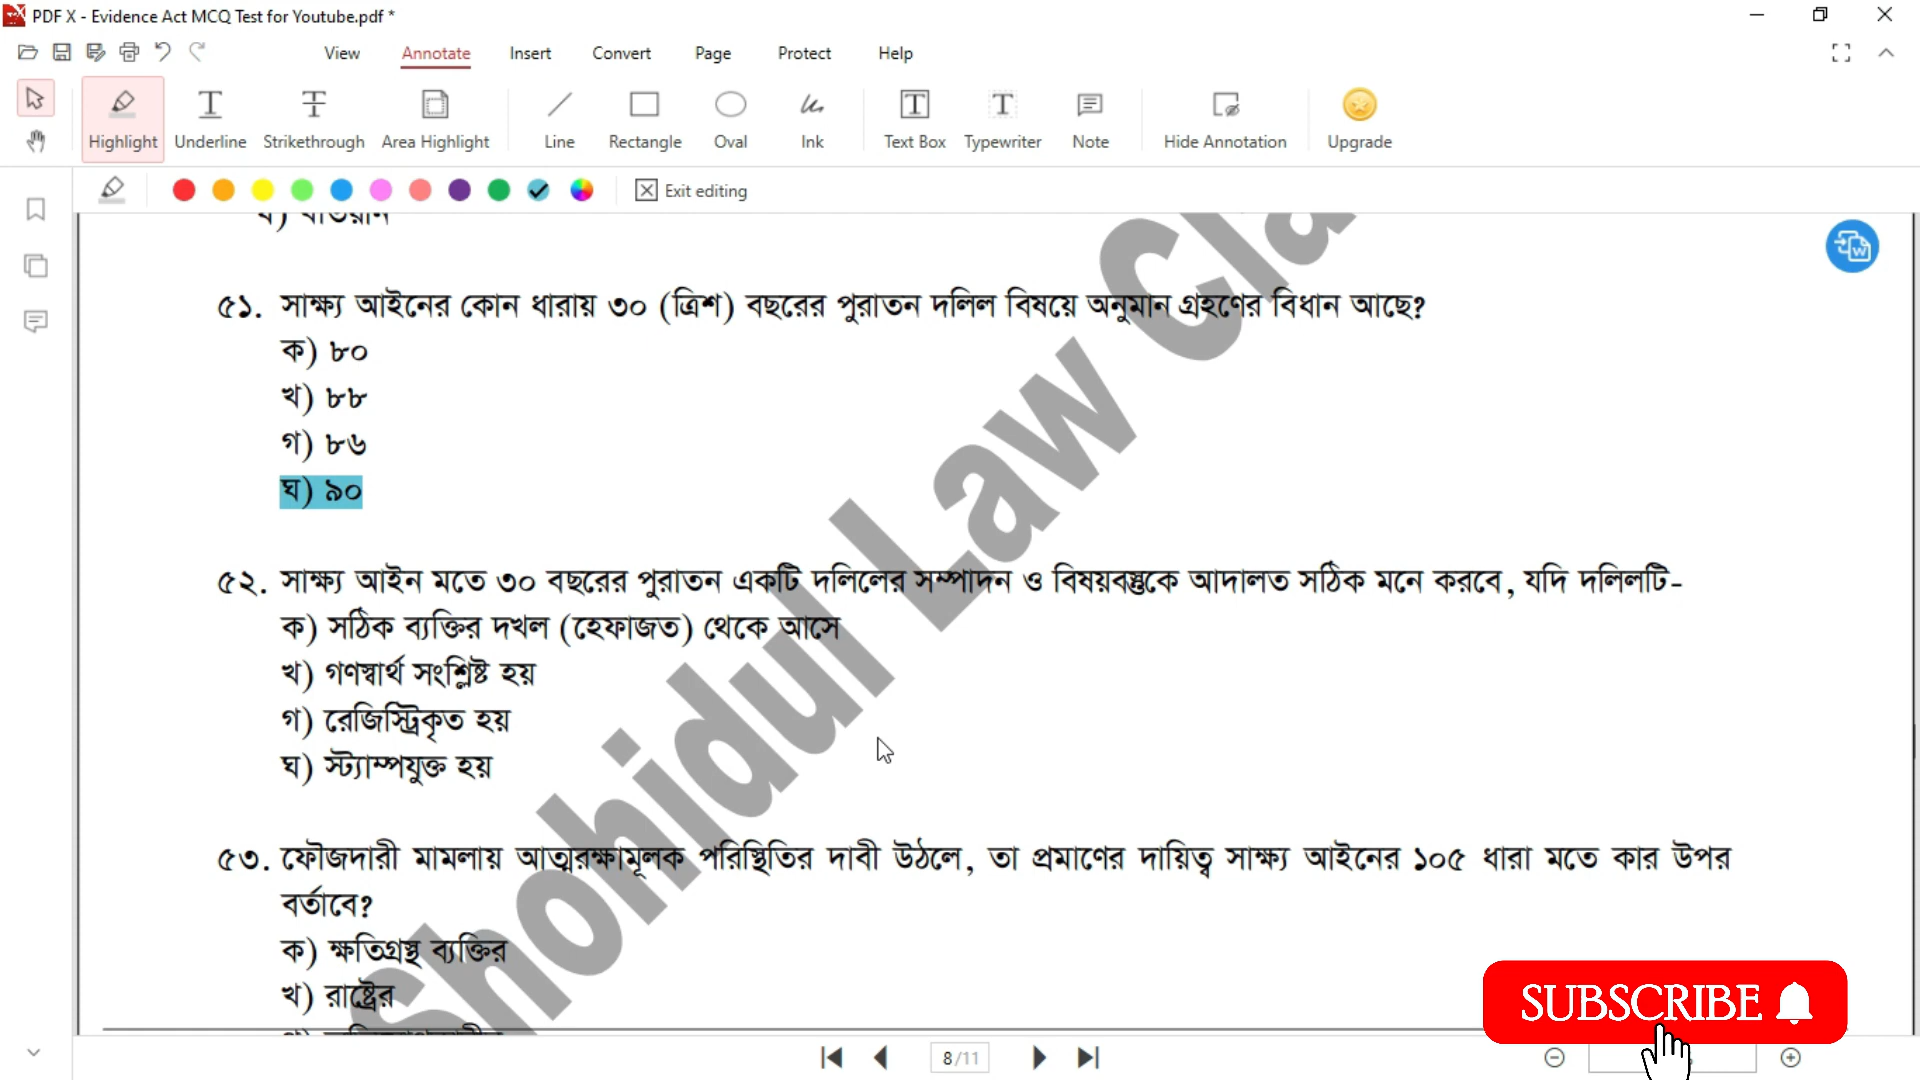 PDF X - Evidence Act MCQ Test for Youtube.pdf *
View Annotate Insert Convert Page Protect Help
Highlight Underline Strikethrough Area Highlight Line Rectangle Oval Ink Text Box Typewriter Note Hide Annotation Upgrade
Exit editing
৫১. সাক্ষ্য আইনের কোন ধারায় ৩০ (ত্রিশ) বছরের পুরাতন দলিল বিষয়ে অনুমান গ্রহণের বিধান আছে?
ক) ৮০
খ) ৮৮
গ) ৮৬
ঘ) ৯০
৫২. সাক্ষ্য আইন মতে ৩০ বছরের পুরাতন একটি দলিলের সম্পাদন ও বিষয়বস্তুকে আদালত সঠিক মনে করবে, যদি দলিলটি-
ক) সঠিক ব্যক্তির দখল (হেফাজত) থেকে আসে
খ) গণস্বার্থ সংশ্লিষ্ট হয়
গ) রেজিস্ট্রিকৃত হয়
ঘ) স্ট্যাম্পযুক্ত হয়
৫৩. ফৌজদারী মামলায় আত্মরক্ষামূলক পরিস্থিতির দাবী উঠলে, তা প্রমাণের দায়িত্ব সাক্ষ্য আইনের ১০৫ ধারা মতে কার উপর
বর্তাবে?
ক) ক্ষতিগ্রস্থ ব্যক্তির
খ) রাষ্ট্রের
Shohidul Law Cla
SUBSCRIBE
8/11